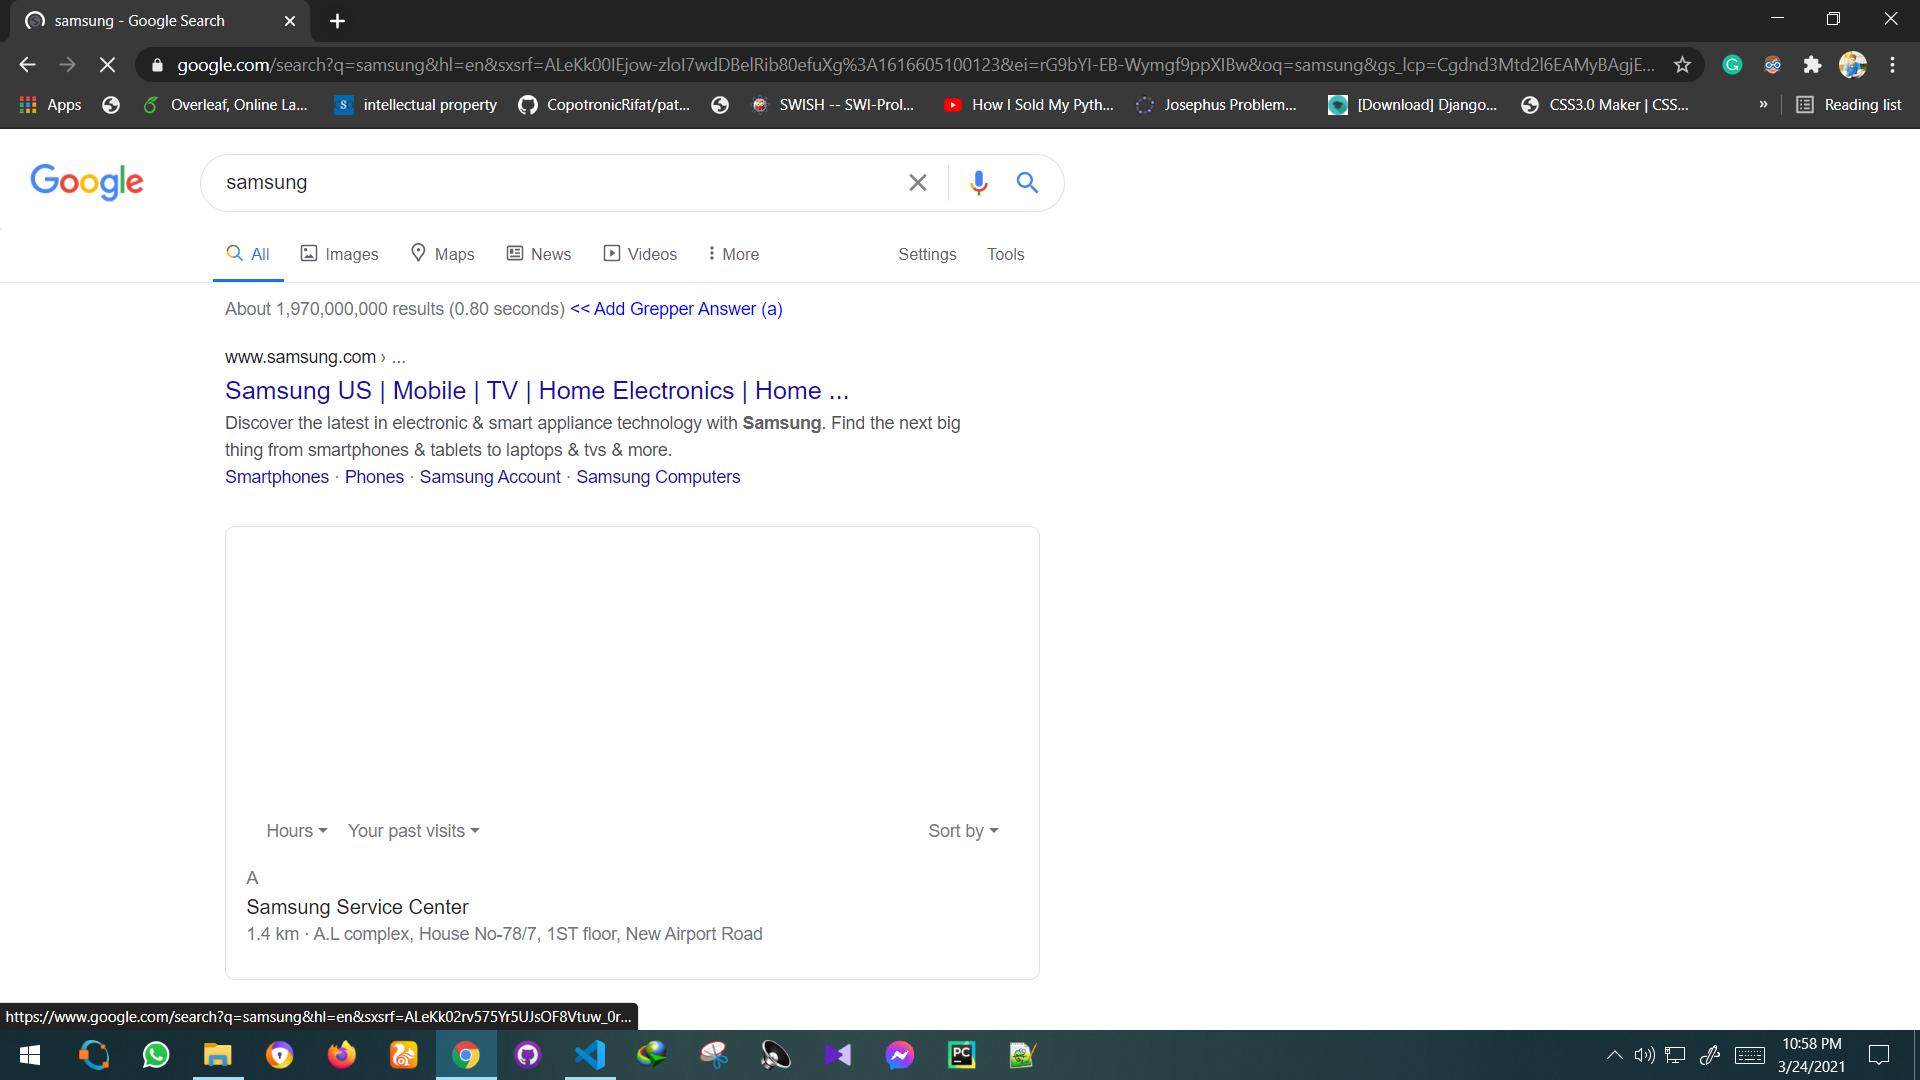 samsung - Google Search
google.com/search?q=samsung&hl=en&sxsrf=ALeKk00IEjow-zloI7wdDBelRib80efuXg%3A1616605100123&ei=rG9bYI-EB-Wymgf9ppXIBw&oq=samsung&gs_lcp=Cgdnd3Mtd2l6EAMyBAgjE...
Apps Overleaf, Online La... S intellectual property CopotronicRifat/pat... SWISH -- SWI-Prol... How I Sold My Pyth... Josephus Problem... [Download] Django... CSS3.0 Maker | CSS... » Reading list
Google samsung
All Images Maps News Videos More Settings Tools
About 1,970,000,000 results (0.80 seconds) << Add Grepper Answer (a)
www.samsung.com › ...
Samsung US | Mobile | TV | Home Electronics | Home ...
Discover the latest in electronic & smart appliance technology with Samsung. Find the next big
thing from smartphones & tablets to laptops & tvs & more.
Smartphones · Phones · Samsung Account · Samsung Computers
Hours Your past visits Sort by
A
Samsung Service Center
1.4 km · A.L complex, House No-78/7, 1ST floor, New Airport Road
https://www.google.com/search?q=samsung&hl=en&sxsrf=ALeKk02rv575Yr5UJsOF8Vtuw_0r...
PC
10:58 PM
3/24/2021